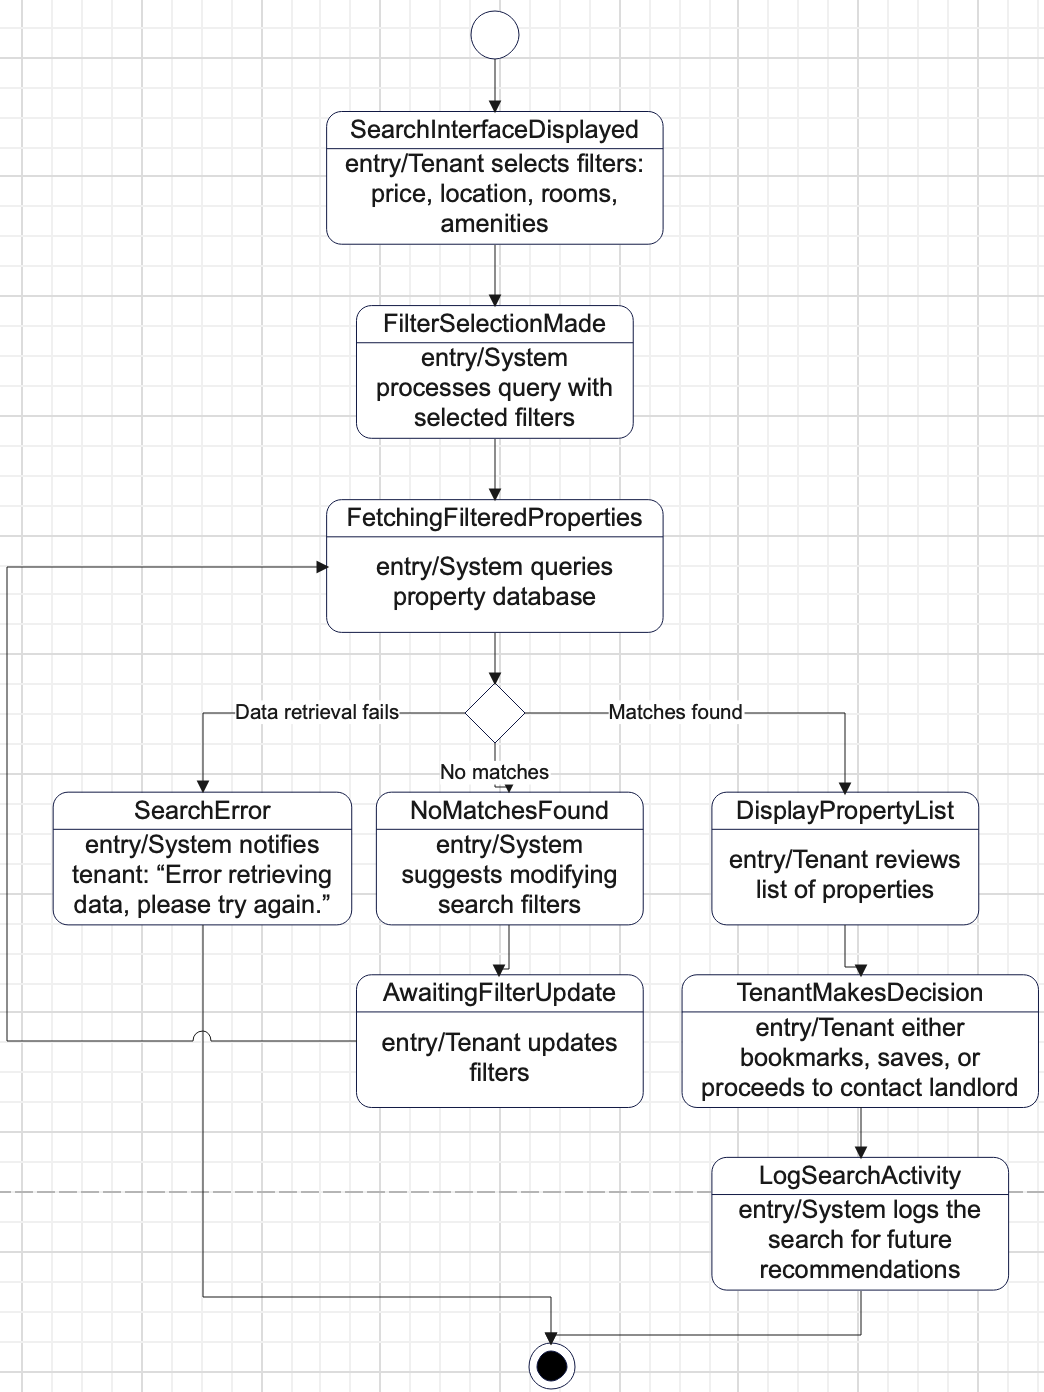 SearchInterfaceDisplayed
entry/Tenant selects filters:
price, location, rooms,
amenities
FilterSelectionMade
entry/System
processes query with
selected filters
FetchingFilteredProperties
entry/System queries
property database
Data retrieval fails
Matches found
No matches
SearchError
entry/System notifies
tenant: “Error retrieving
data, please try again.”
NoMatchesFound
entry/System
suggests modifying
search filters
DisplayPropertyList
entry/Tenant reviews
list of properties
AwaitingFilterUpdate
entry/Tenant updates
filters
TenantMakesDecision
entry/Tenant either
bookmarks, saves, or
proceeds to contact landlord
LogSearchActivity
entry/System logs the
search for future
recommendations